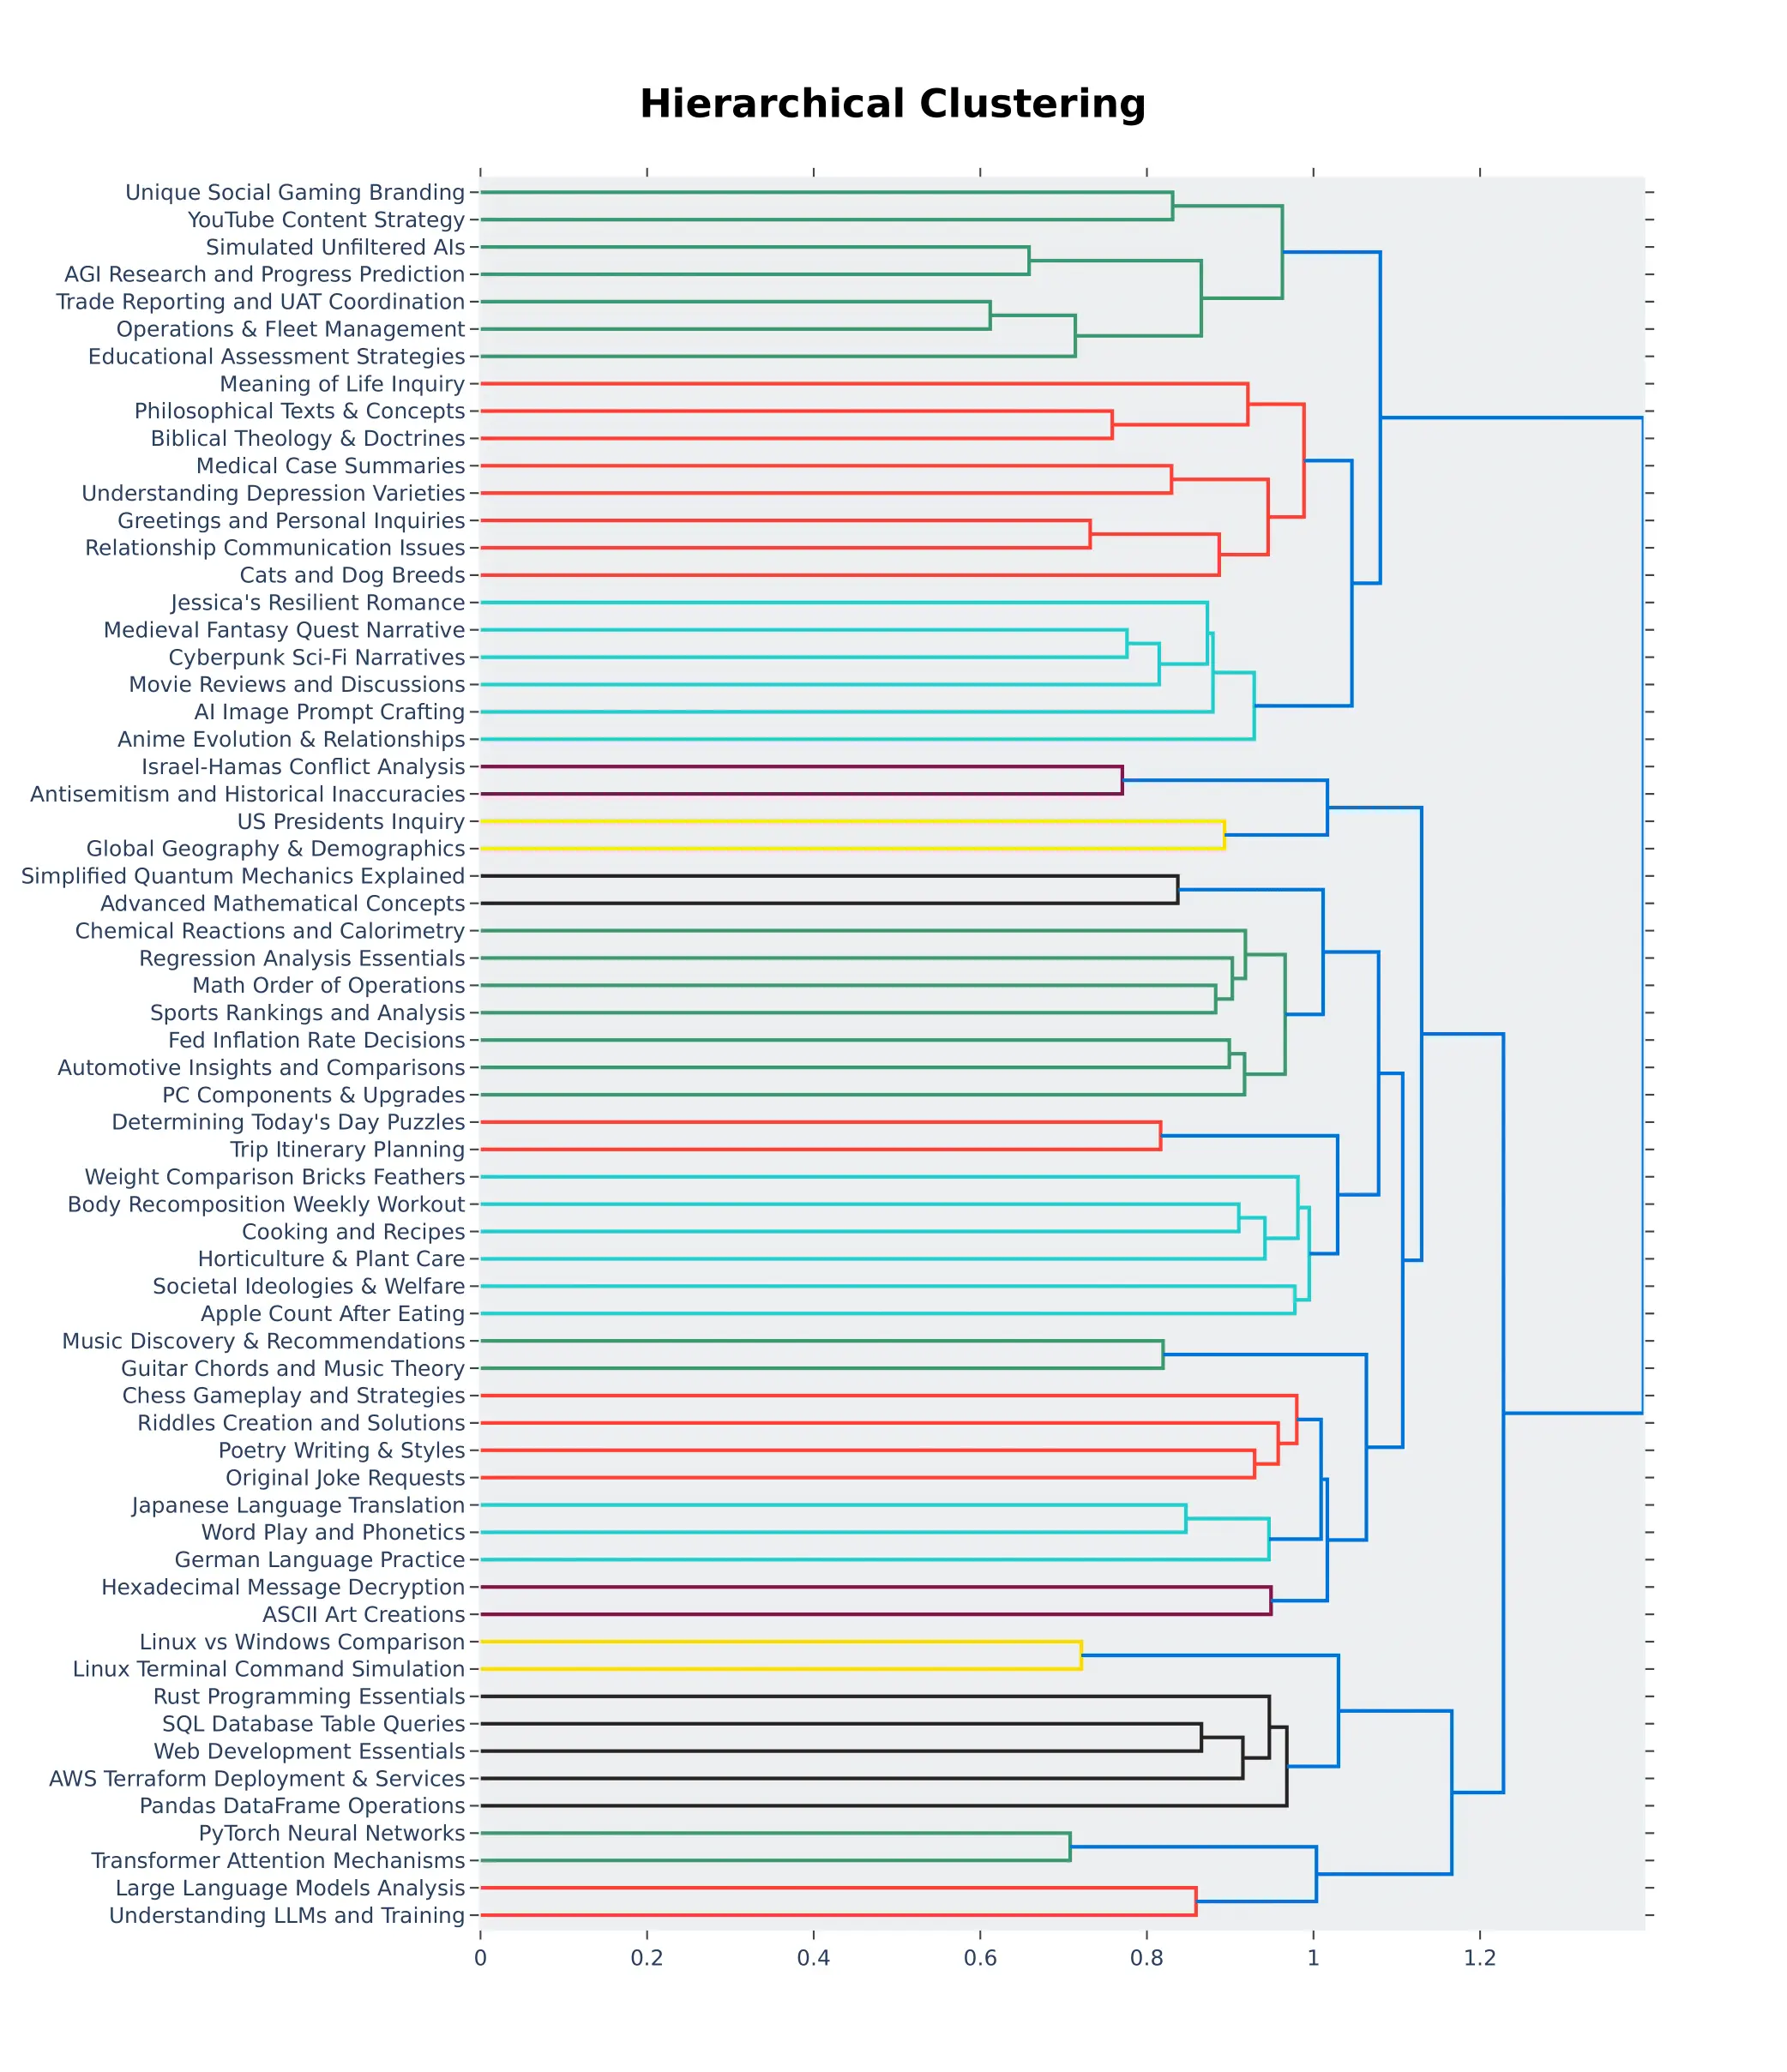 Hierarchical Clustering
Unique Social Gaming Branding
YouTube Content Strategy
Simulated Unfiltered AIs
AGI Research and Progress Prediction
Trade Reporting and UAT Coordination
Operations & Fleet Management
Educational Assessment Strategies
Meaning of Life Inquiry
Philosophical Texts & Concepts
Biblical Theology & Doctrines
Medical Case Summaries
Understanding Depression Varieties
Greetings and Personal Inquiries
Relationship Communication Issues
Cats and Dog Breeds
Jessica's Resilient Romance
Medieval Fantasy Quest Narrative
Cyberpunk Sci-Fi Narratives
Movie Reviews and Discussions
AI Image Prompt Crafting
Anime Evolution & Relationships
Israel-Hamas Conflict Analysis
Antisemitism and Historical Inaccuracies
US Presidents Inquiry
Global Geography & Demographics
Simplified Quantum Mechanics Explained
Advanced Mathematical Concepts
Chemical Reactions and Calorimetry
Regression Analysis Essentials
Math Order of Operations
Sports Rankings and Analysis
Fed Inflation Rate Decisions
Automotive Insights and Comparisons
PC Components & Upgrades
Determining Today's Day Puzzles
Trip Itinerary Planning
Weight Comparison Bricks Feathers
Body Recomposition Weekly Workout
Cooking and Recipes
Horticulture & Plant Care
Societal Ideologies & Welfare
Apple Count After Eating
Music Discovery & Recommendations
Guitar Chords and Music Theory
Chess Gameplay and Strategies
Riddles Creation and Solutions
Poetry Writing & Styles
Original Joke Requests
Japanese Language Translation
Word Play and Phonetics
German Language Practice
Hexadecimal Message Decryption
ASCII Art Creations
Linux vs Windows Comparison
Linux Terminal Command Simulation
Rust Programming Essentials
SQL Database Table Queries
Web Development Essentials
AWS Terraform Deployment & Services
Pandas DataFrame Operations
PyTorch Neural Networks
Transformer Attention Mechanisms
Large Language Models Analysis
Understanding LLMs and Training
0 0.2 0.4 0.6 0.8 1 1.2